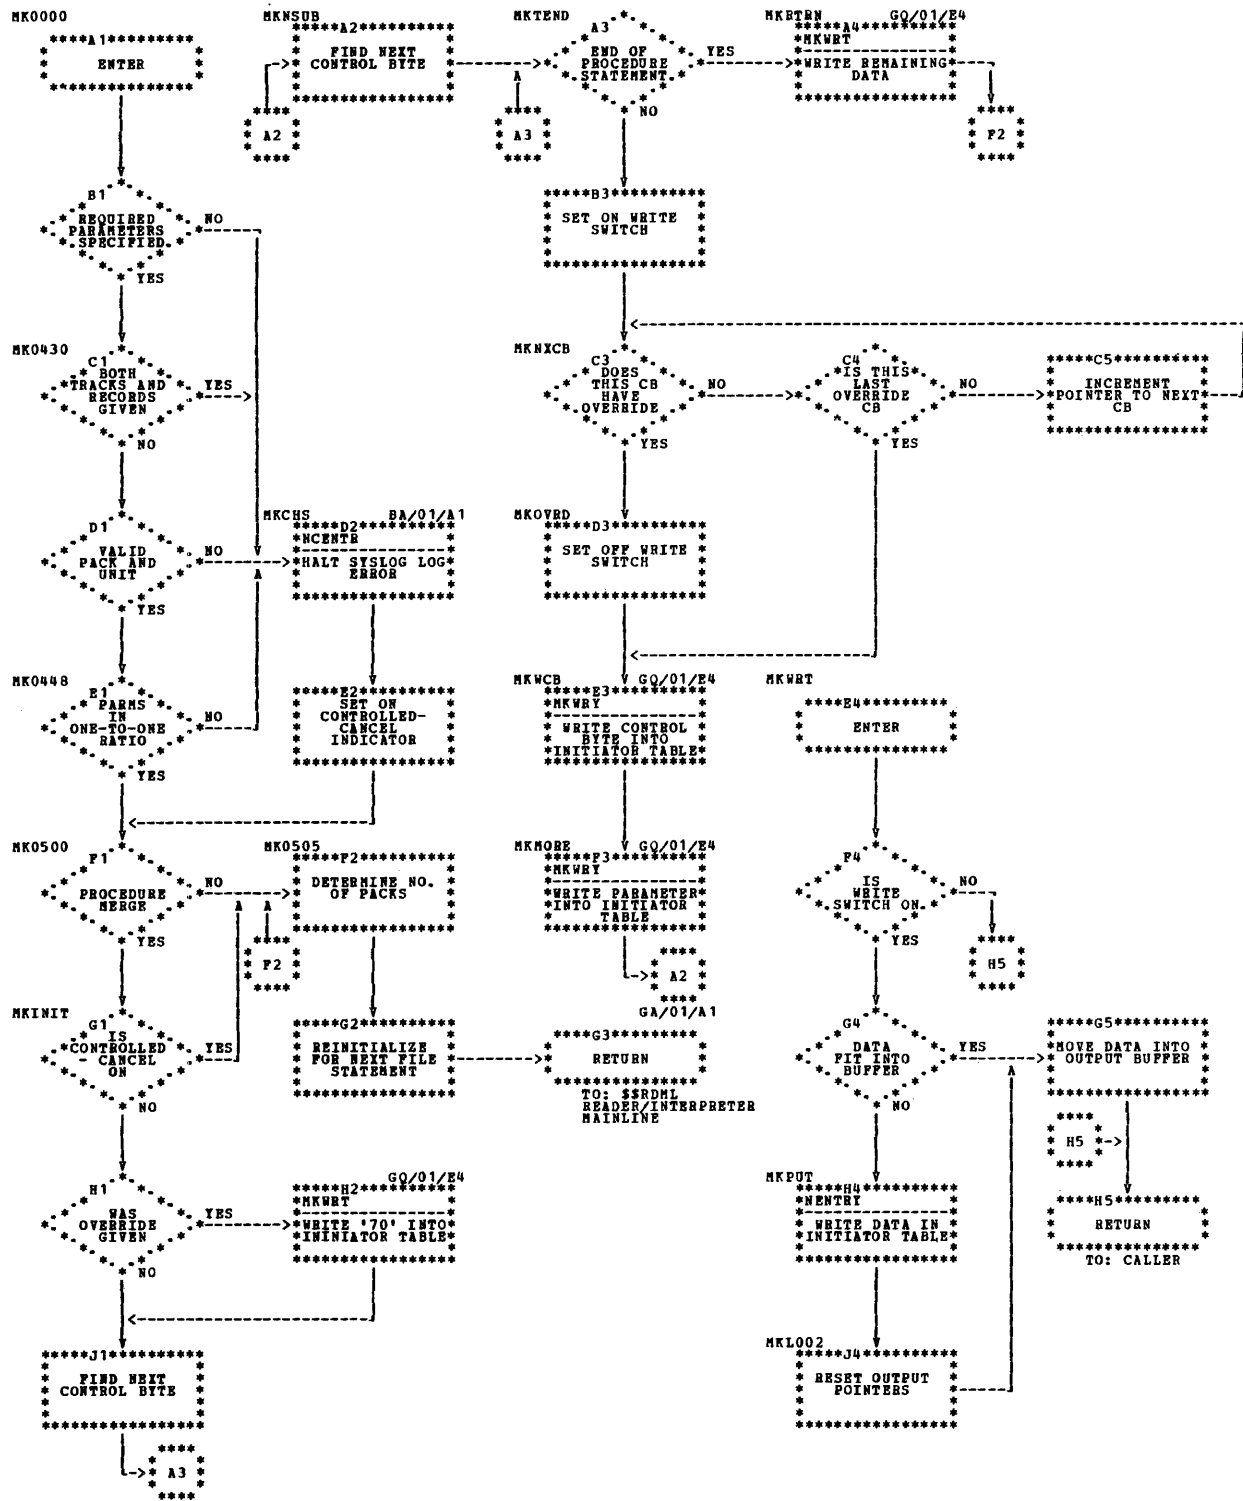 MK0000
A1
ENTER
B1
REQUIRED
PARAMETERS
SPECIFIED
NO
YES
MK0430
C1
BOTH
TRACKS AND
RECORDS
GIVEN
YES
NO
D1
VALID
PACK AND
UNIT
NO
YES
MK0448
E1
PARMS
IN
ONE-TO-ONE
RATIO
NO
YES
MK0500
F1
PROCEDURE
MERGE
NO
YES
MKINIT
G1
IS
CONTROLLED
- CANCEL
ON
YES
NO
H1
WAS
OVERRIDE
GIVEN
YES
NO
J1
FIND NEXT
CONTROL BYTE
A3
MKNSUB
A2
FIND NEXT
CONTROL BYTE
A2
MKCHS BA/01/A1
D2
NCENTR
HALT SYSLOG LOG
ERROR
E2
SET ON
CONTROLLED-
CANCEL
INDICATOR
MK0505
F2
DETERMINE NO.
OF PACKS
F2
G2
REINITIALIZE
FOR NEXT FILE
STATEMENT
GQ/01/E4
H2
MKWRT
WRITE '70' INTO
ININIATOR TABLE
MKTEND
A3
END OF
PROCEDURE
STATEMENT
YES
NO
A3
B3
SET ON WRITE
SWITCH
MKNXCB
C3
DOES
THIS CB
HAVE
OVERRIDE
NO
YES
MKOVRD
D3
SET OFF WRITE
SWITCH
MKWCB GQ/01/E4
E3
MKWRY
WRITE CONTROL
BYTE INTO
INITIATOR TABLE
MKMORE GQ/01/E4
F3
MKWRY
WRITE PARAMETER
INTO INITIATOR
TABLE
A2
GA/01/A1
G3
RETURN
TO: $$RDML
READER/INTERPRETER
MAINLINE
MKRTRN GQ/01/E4
A4
MKWRT
WRITE REMAINING
DATA
F2
C4
IS THIS
LAST
OVERRIDE
CB
NO
YES
C5
INCREMENT
POINTER TO NEXT
CB
MKWRT
E4
ENTER
F4
IS
WRITE
SWITCH ON
NO
YES
H5
G4
DATA
FIT INTO
BUFFER
YES
NO
G5
MOVE DATA INTO
OUTPUT BUFFER
H5
MKPUT
H4
NENTRY
WRITE DATA IN
INITIATOR TABLE
H5
RETURN
TO: CALLER
MKL002
J4
RESET OUTPUT
POINTERS